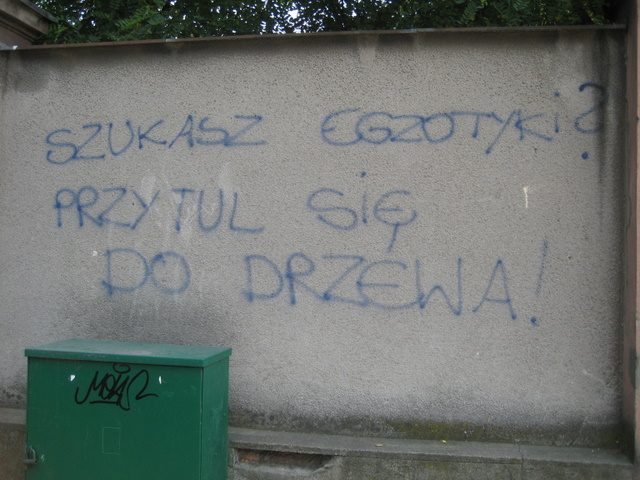 SZUKASZ EGZOTYKi?
PRZYTUL SiĘ
DO DRZEWA!